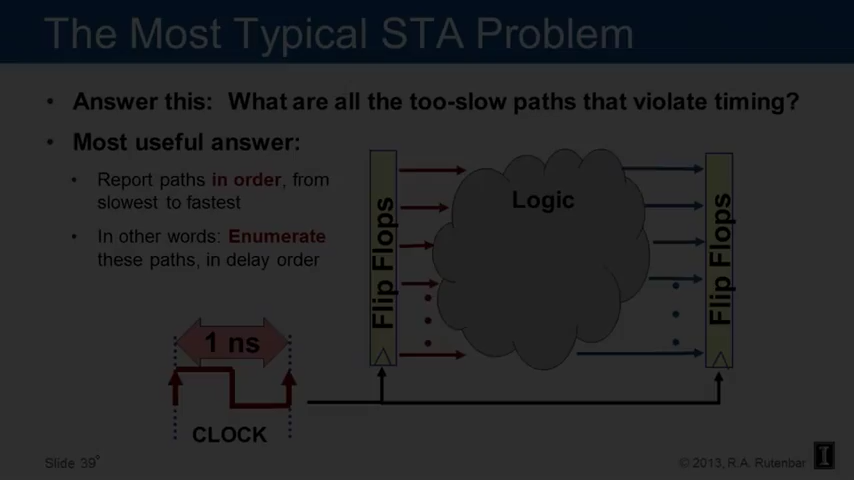 The Most Typical STA Problem
• Answer this: What are all the too-slow paths that violate timing?
• Most useful answer:
• Report paths in order, from
slowest to fastest
• In other words: Enumerate
these paths, in delay order
Flip Flops
Logic
Flip Flops
1 ns
CLOCK
Slide 39
© 2013, R.A. Rutenbar
I